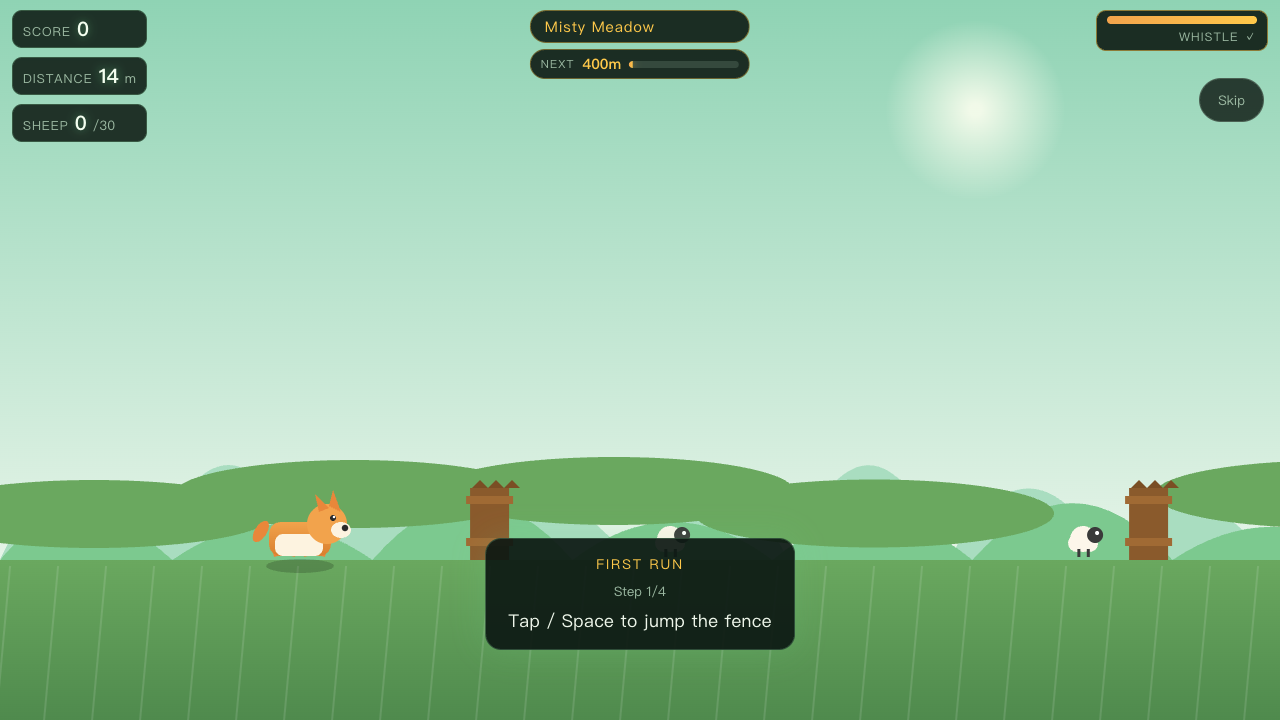 SCORE 0
DISTANCE 14 m
SHEEP 0 /30
Misty Meadow
NEXT 400m
WHISTLE ✓
Skip
FIRST RUN
Step 1/4
Tap / Space to jump the fence